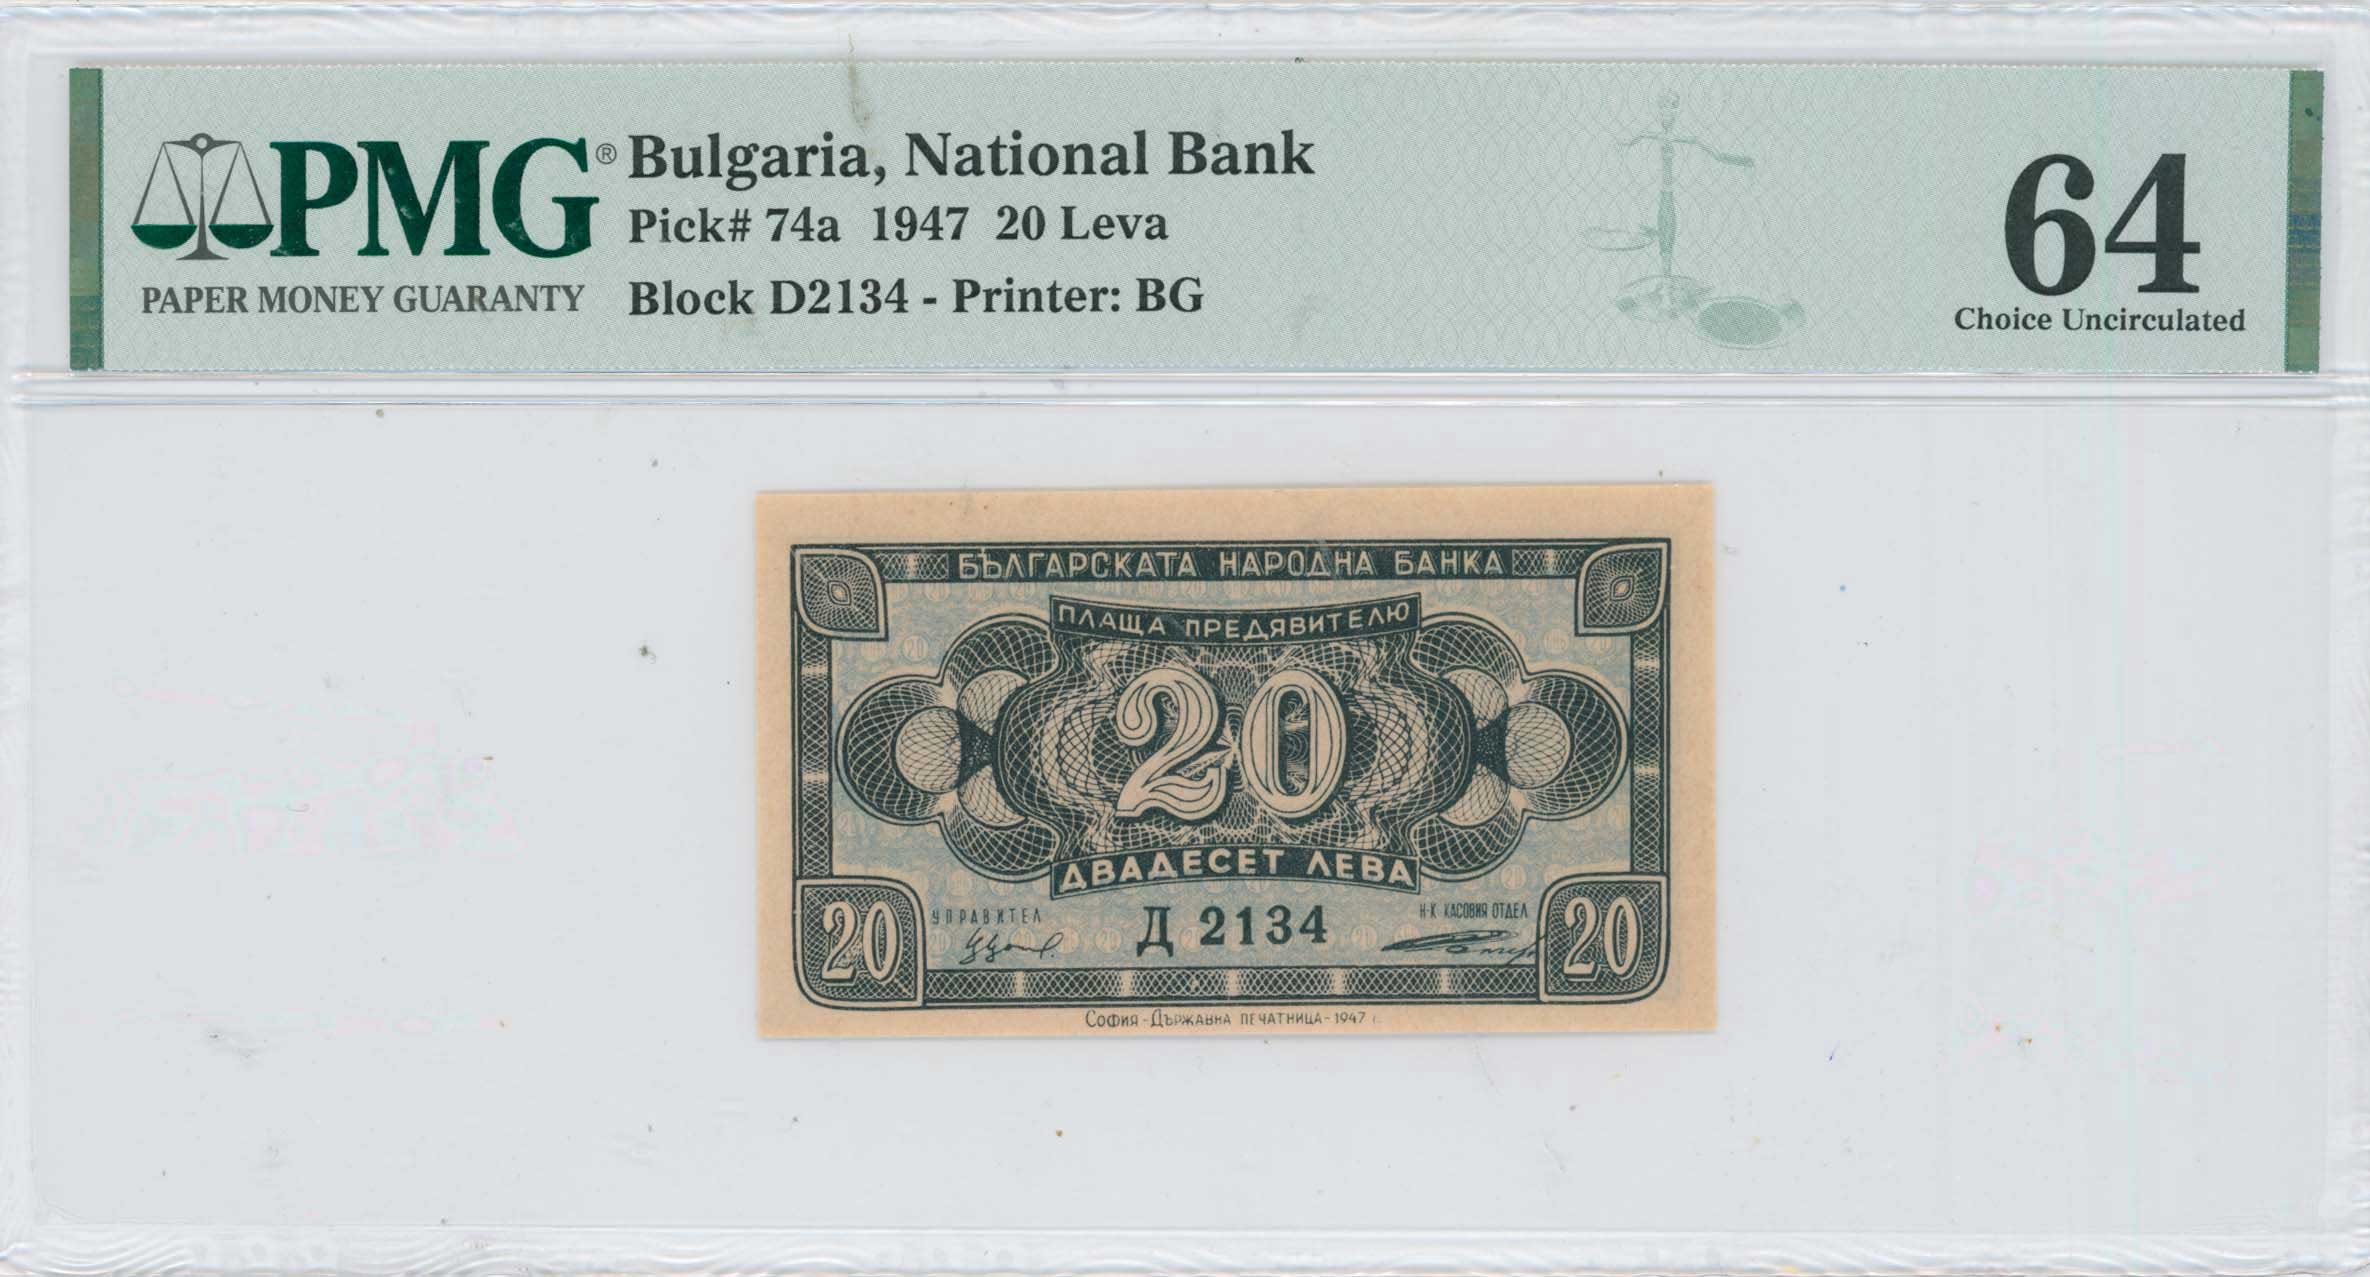 PMG®
PAPER MONEY GUARANTY
Bulgaria, National Bank
Pick# 74a 1947 20 Leva
Block D2134 - Printer: BG
64
Choice Uncirculated
БЪЛГАРСКАТА НАРОДНА БАНКА
ПЛАЩА ПРЕДЯВИТЕЛЮ
20
ДВАДЕСЕТ ЛЕВА
20
УПРАВИТЕЛ
Д 2134
Н-К КАСОВИЯ ОТДЕЛ
20
СОФИЯ - ДЪРЖАВНА ПЕЧАТНИЦА - 1947 г.